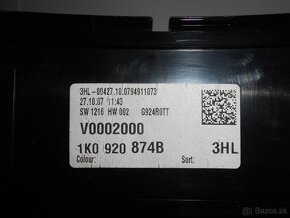 3HL-00427.10.0794911073
27.10.07 11:43
SW 1216 HW 002 G924R0TT
V0002000
1K0 920 874B 3HL
Colour: Sort:
Bazos.sk